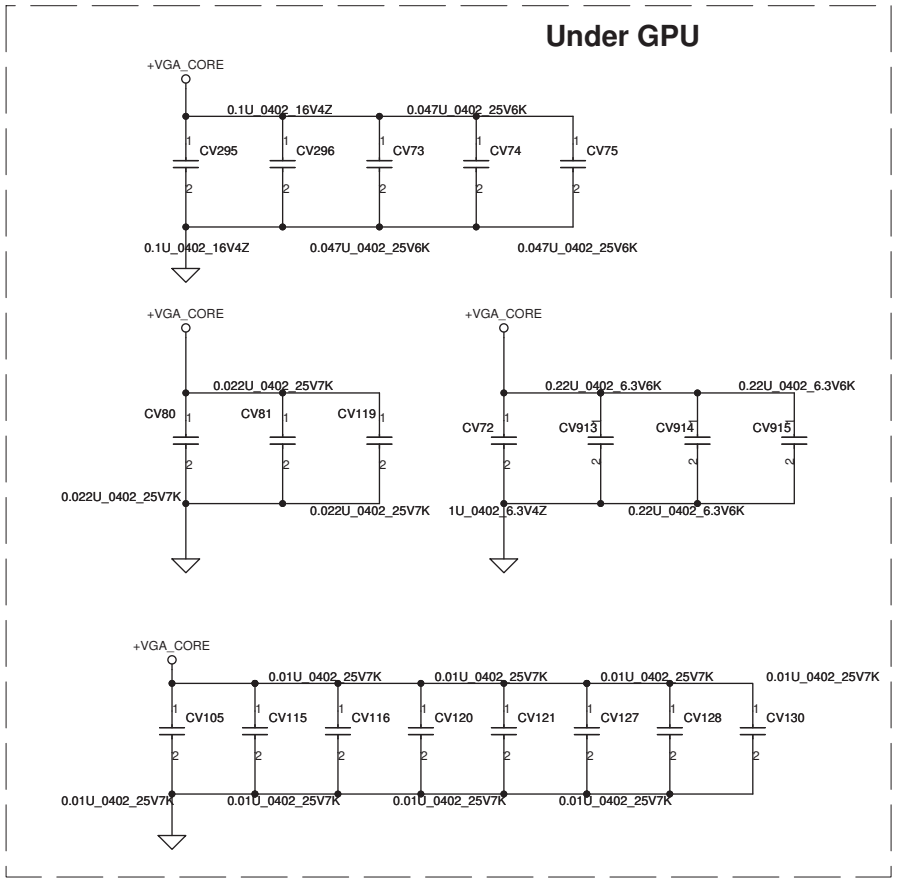 Under GPU
+VGA_CORE
0.1U_0402_16V4Z 0.047U_0402_25V6K
1 1 1 1 1
CV295 CV296 CV73 CV74 CV75
2 2 2 2 2
0.1U_0402_16V4Z 0.047U_0402_25V6K 0.047U_0402_25V6K
+VGA_CORE +VGA_CORE
0.022U_0402_25V7K 0.22U_0402_6.3V6K 0.22U_0402_6.3V6K
CV80 1 CV81 1 CV119 1 CV72 1 CV913 1 CV914 1 CV915 1
2 2 2 2 2 2 2
0.022U_0402_25V7K 0.022U_0402_25V7K 1U_0402_6.3V4Z 0.22U_0402_6.3V6K
+VGA_CORE
0.01U_0402_25V7K 0.01U_0402_25V7K 0.01U_0402_25V7K 0.01U_0402_25V7K
1 1 1 1 1 1 1 1
CV105 CV115 CV116 CV120 CV121 CV127 CV128 CV130
2 2 2 2 2 2 2 2
0.01U_0402_25V7K 0.01U_0402_25V7K 0.01U_0402_25V7K 0.01U_0402_25V7K